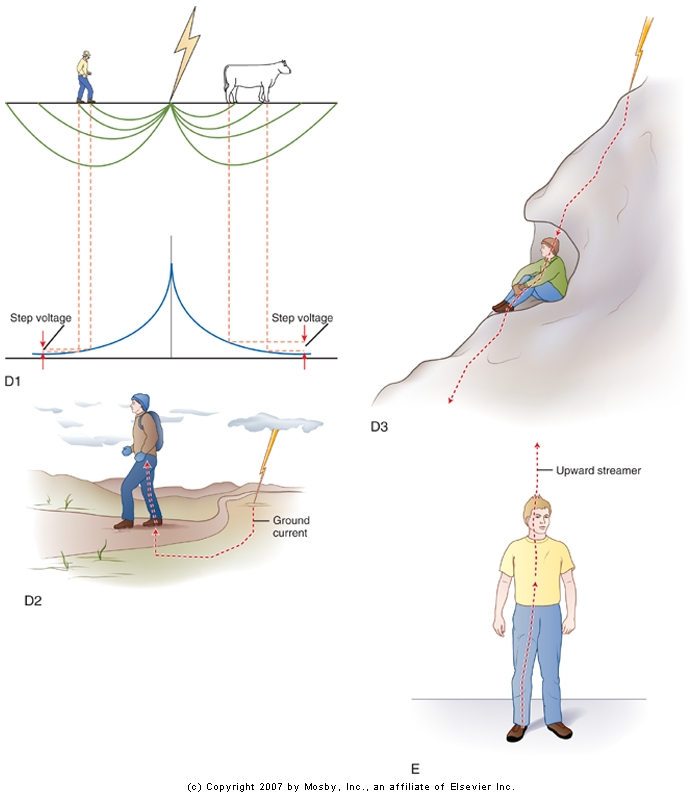 Step voltage
Step voltage
D1
D3
Ground
current
D2
Upward streamer
E
(c) Copyright 2007 by Mosby, Inc., an affiliate of Elsevier Inc.